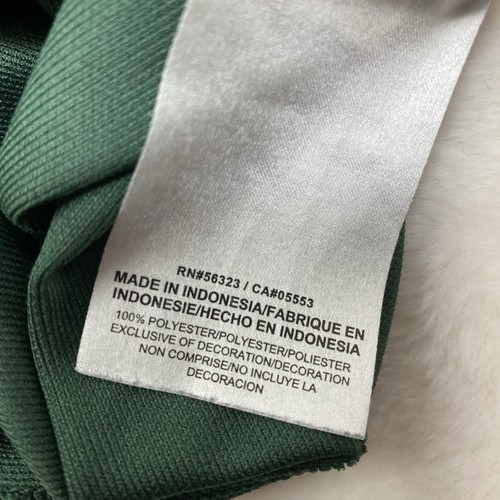 RN#56323 / CA#05553
MADE IN INDONESIA/FABRIQUE EN
INDONESIE/HECHO EN INDONESIA
100% POLYESTER/POLYESTER/POLIESTER
EXCLUSIVE OF DECORATION/DECORATION
NON COMPRISE/NO INCLUYE LA
DECORACION